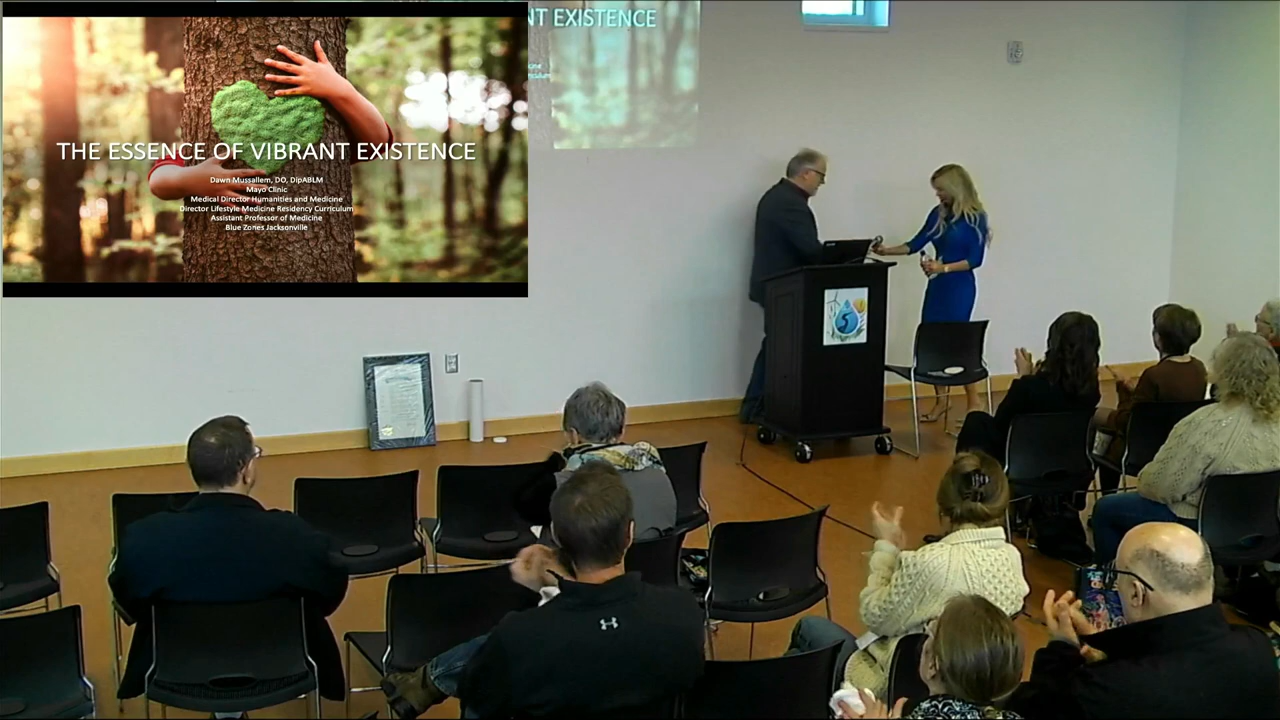 THE ESSENCE OF VIBRANT EXISTENCE
Dawn Mussallem, DO, DipABLM
Mayo Clinic
Medical Director Humanities and Medicine
Director Lifestyle Medicine Residency Curriculum
Assistant Professor of Medicine
Blue Zones Jacksonville
NT EXISTENCE